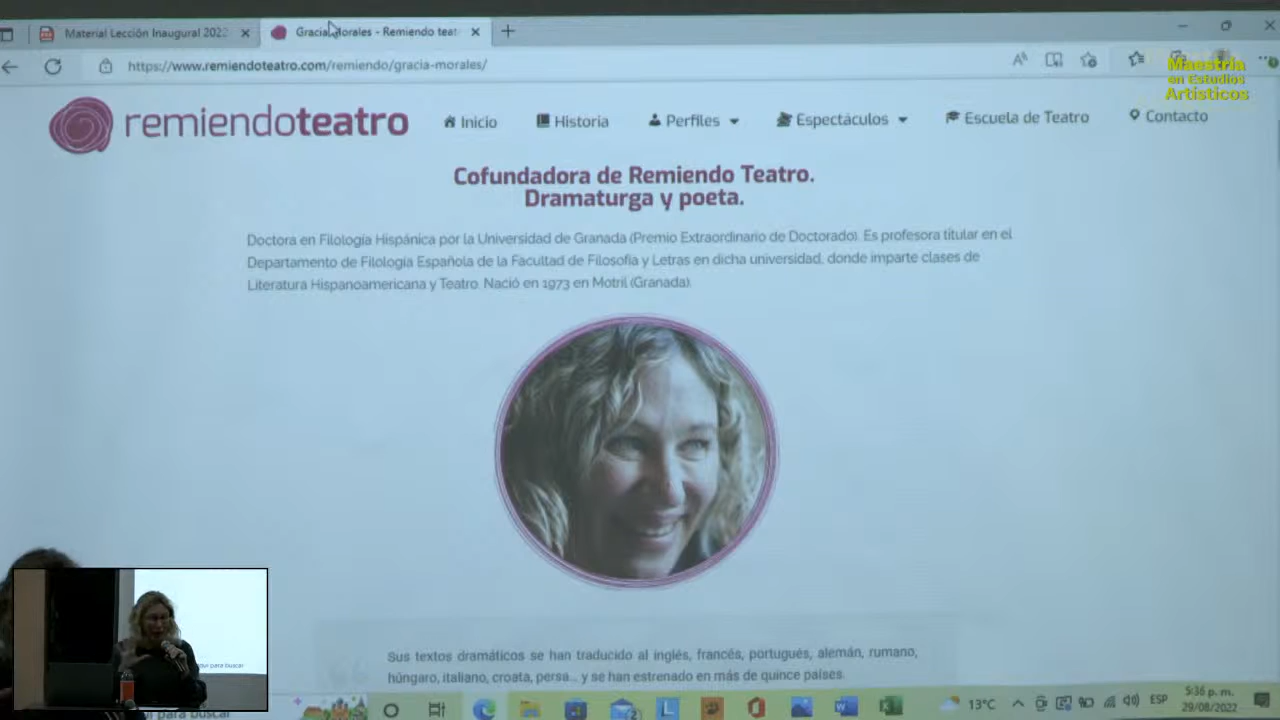 Material Lección Inaugural 2022
Gracia Morales - Remiendo teat
https://www.remiendoteatro.com/remiendo/gracia-morales/
Maestría
en Estudios
Artísticos
remiendoteatro
Inicio
Historia
Perfiles
Espectáculos
Escuela de Teatro
Contacto
Cofundadora de Remiendo Teatro.
Dramaturga y poeta.
Doctora en Filología Hispánica por la Universidad de Granada (Premio Extraordinario de Doctorado). Es profesora titular en el
Departamento de Filología Española de la Facultad de Filosofía y Letras en dicha universidad, donde imparte clases de
Literatura Hispanoamericana y Teatro. Nació en 1973 en Motril (Granada).
Sus textos dramáticos se han traducido al inglés, francés, portugués, alemán, rumano,
húngaro, italiano, croata, persa... y se han estrenado en más de quince países.
quí para buscar
para buscar
13°C
ESP
5:36 p. m.
29/08/2022